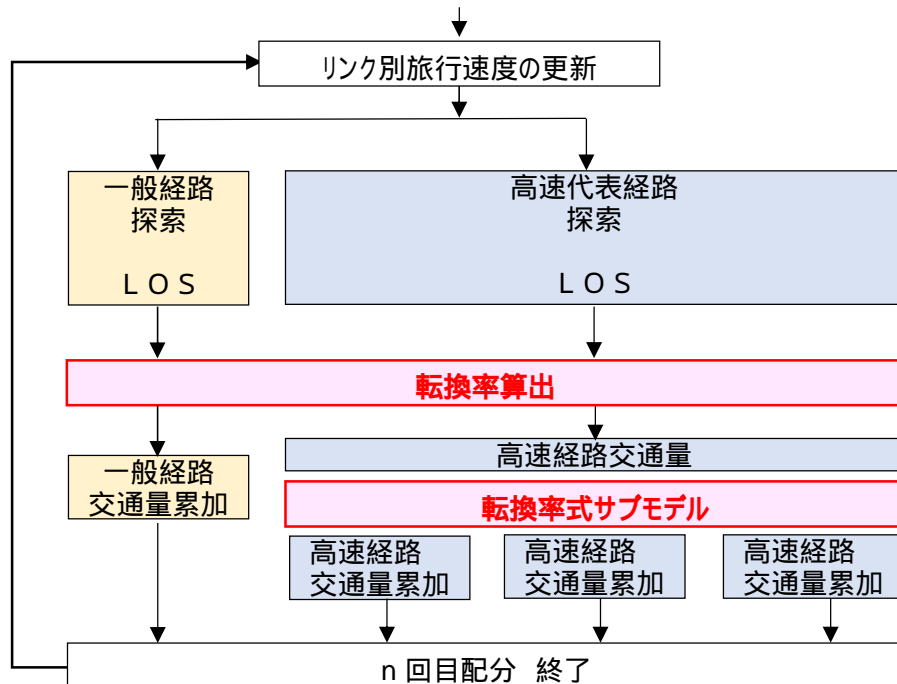 リンク別旅行速度の更新
一般経路
探索
ＬＯＳ
高速代表経路
探索
ＬＯＳ
転換率算出
高速経路交通量
一般経路
交通量累加
転換率式サブモデル
高速経路
交通量累加
高速経路
交通量累加
高速経路
交通量累加
n 回目配分 終了